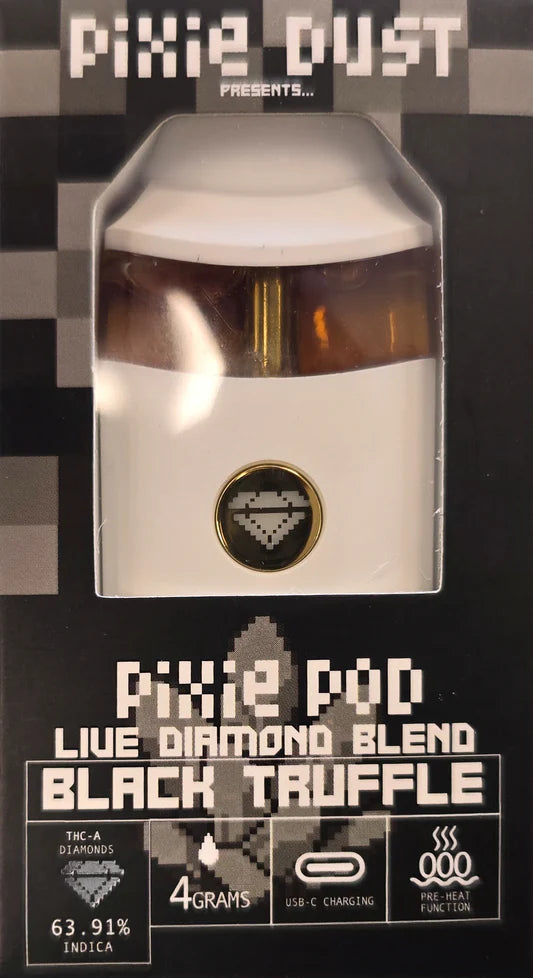 PiXiE DUST
PRESENTS...
PiXiE POD
LIVE DIAMOND BLEND
BLACK TRUFFLE
THC-A
DIAMONDS
63.91%
INDICA
4GRAMS
USB-C CHARGING
PRE-HEAT
FUNCTION